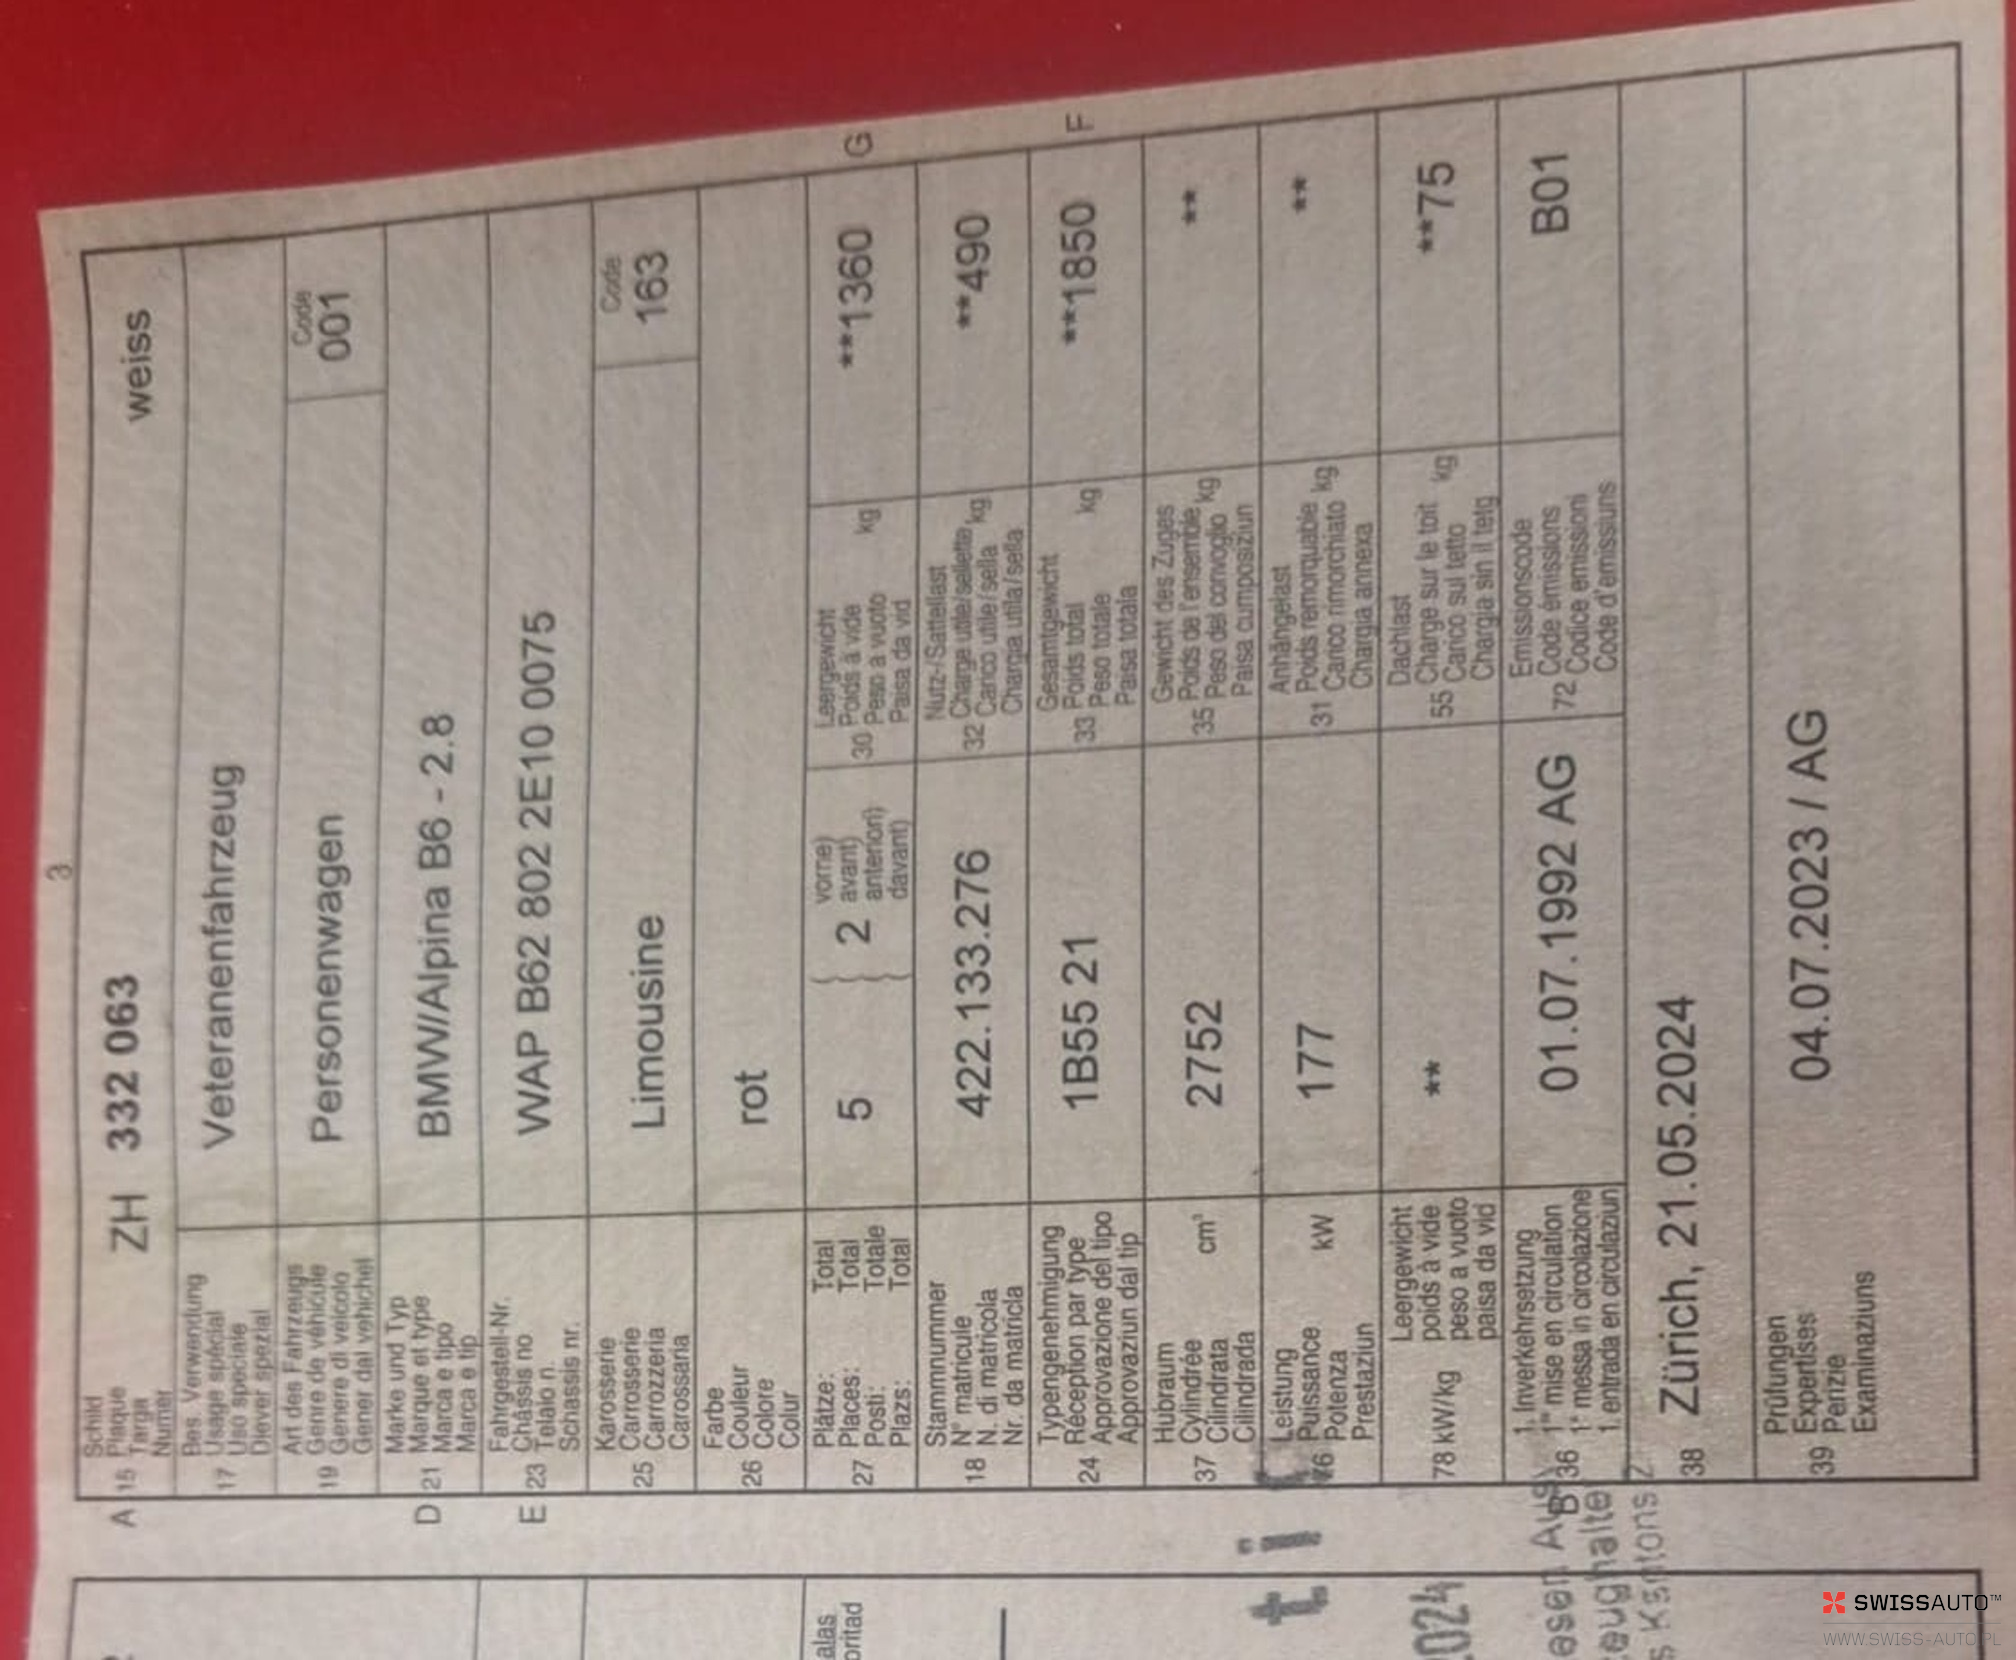 3
A 15 Schild
Plaque
Targa
Numer
ZH 332 063 weiss
17 Bes. Verwendung
Usage spécial
Uso speciale
Diever spezial
Veteranenfahrzeug
19 Art des Fahrzeugs
Genre de véhicule
Genere di veicolo
Gener dal vehichel
Personenwagen
Code
001
D 21 Marke und Typ
Marque et type
Marca e tipo
Marca e tip
BMW/Alpina B6 - 2.8
E 23 Fahrgestell-Nr.
Châssis no
Telaio n.
Schassis nr.
WAP B62 802 2E10 0075
25 Karosserie
Carrosserie
Carrozzeria
Carossaria
Limousine
Code
163
26 Farbe
Couleur
Colore
Colur
rot
27 Plätze: Total
Places: Total
Posti: Totale
Plazs: Total
5 { 2 vorne)
avant)
anteriori)
davant)
30 Leergewicht
Poids à vide
Peso a vuoto kg
Paisa da vid
**1360 G
18 Stammnummer
N° matricule
N. di matricola
Nr. da matricla
422.133.276
32 Nutz-/Sattellast
Charge utile/sellette kg
Carico utile/sella
Chargia utila/sella
**490
24 Typengenehmigung
Réception par type
Approvazione del tipo
Approvaziun dal tip
1B55 21
33 Gesamtgewicht
Poids total kg
Peso totale
Paisa totala
**1850 F
37 Hubraum
Cylindrée cm³
Cilindrata
Cilindrada
2752
35 Gewicht des Zuges
Poids de l'ensemble kg
Peso del convoglio
Paisa cumposiziun
**
76 Leistung
Puissance kW
Potenza
Prestaziun
177
31 Anhängelast
Poids remorquable kg
Carico rimorchiato
Chargia annexa
**
78 kW/kg Leergewicht
poids à vide
peso a vuoto
paisa da vid
**
55 Dachlast
Charge sur le toit kg
Carico sul tetto
Chargia sin il tetg
**75
B 36 1. Inverkehrsetzung
1re mise en circulation
1a messa in circolazione
1. entrada en circulaziun
01.07.1992 AG
72 Emissionscode
Code émissions
Codice emissioni
Code d'emissiuns
B01
38 Zürich, 21.05.2024
39 Prüfungen
Expertises
Perizie
Examinaziuns
04.07.2023 / AG
alas
oritad
2024
SWISSAUTO™
WWW.SWISS-AUTO.PL